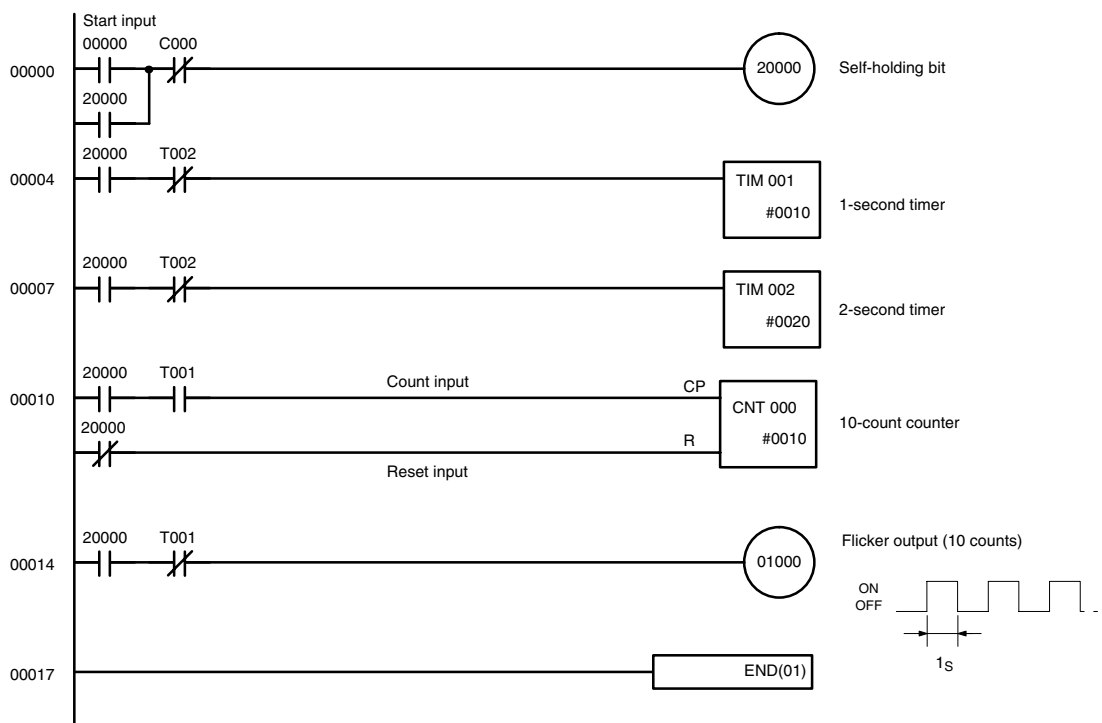 Start input
00000 C000
00000
20000 Self-holding bit
20000
20000 T002
00004
TIM 001
#0010
1-second timer
20000 T002
00007
TIM 002
#0020
2-second timer
20000 T001
00010
Count input
CP
CNT 000
#0010
10-count counter
20000
R
Reset input
20000 T001
00014
01000
Flicker output (10 counts)
ON
OFF
1S
00017
END(01)